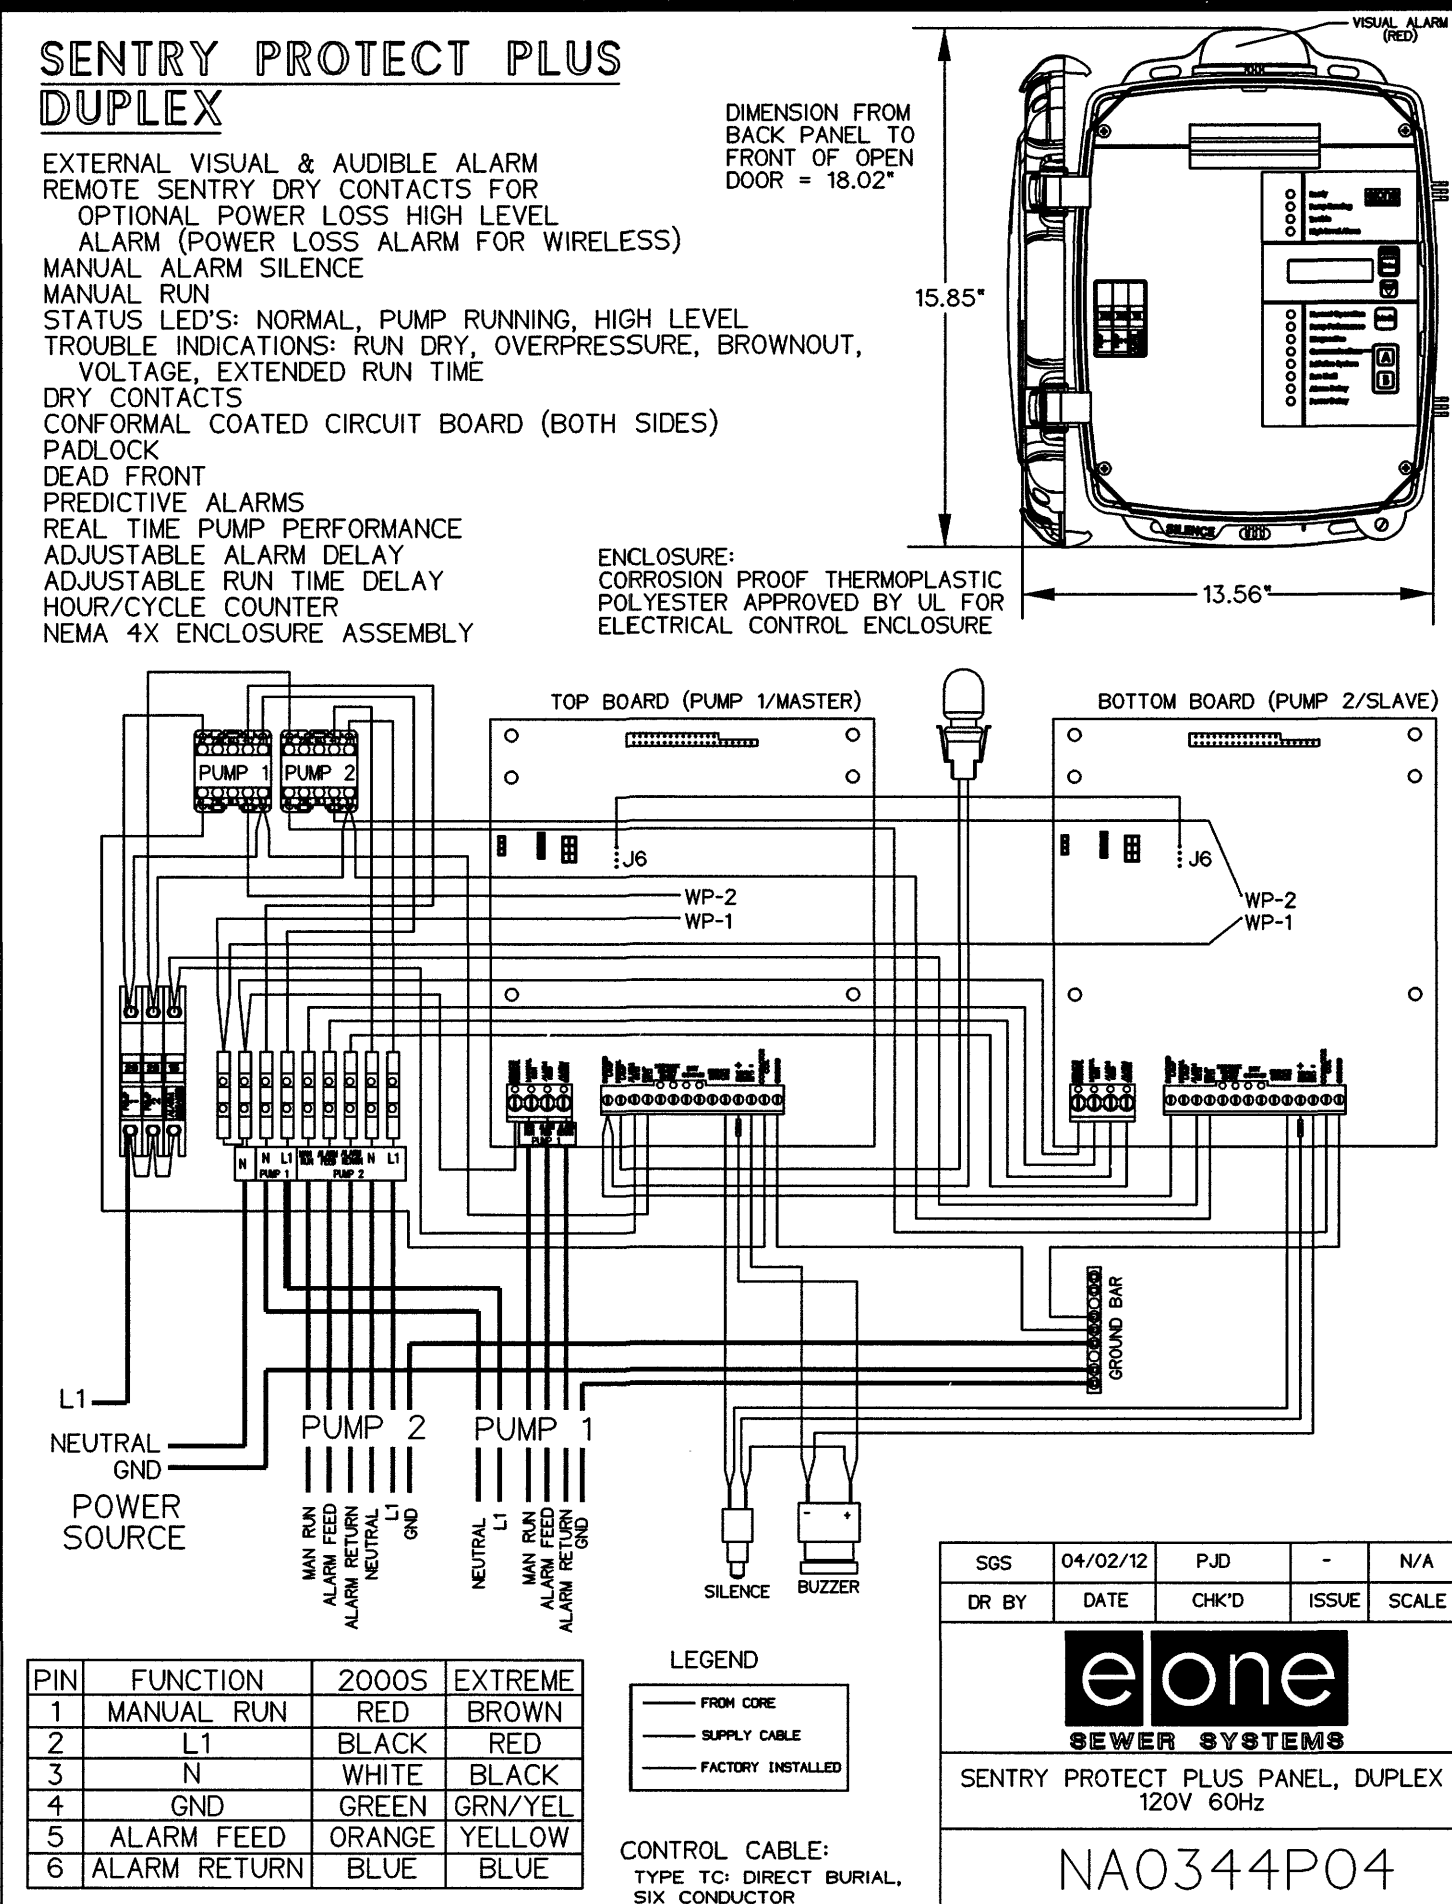 SENTRY PROTECT PLUS
DUPLEX
EXTERNAL VISUAL & AUDIBLE ALARM
REMOTE SENTRY DRY CONTACTS FOR
OPTIONAL POWER LOSS HIGH LEVEL
ALARM (POWER LOSS ALARM FOR WIRELESS)
MANUAL ALARM SILENCE
MANUAL RUN
STATUS LED'S: NORMAL, PUMP RUNNING, HIGH LEVEL
TROUBLE INDICATIONS: RUN DRY, OVERPRESSURE, BROWNOUT,
VOLTAGE, EXTENDED RUN TIME
DRY CONTACTS
CONFORMAL COATED CIRCUIT BOARD (BOTH SIDES)
PADLOCK
DEAD FRONT
PREDICTIVE ALARMS
REAL TIME PUMP PERFORMANCE
ADJUSTABLE ALARM DELAY
ADJUSTABLE RUN TIME DELAY
HOUR/CYCLE COUNTER
NEMA 4X ENCLOSURE ASSEMBLY
DIMENSION FROM
BACK PANEL TO
FRONT OF OPEN
DOOR = 18.02"
VISUAL ALARM
(RED)
15.85"
A
B
SILENCE
13.56"
ENCLOSURE:
CORROSION PROOF THERMOPLASTIC
POLYESTER APPROVED BY UL FOR
ELECTRICAL CONTROL ENCLOSURE
PUMP 1
PUMP 2
TOP BOARD (PUMP 1/MASTER)
BOTTOM BOARD (PUMP 2/SLAVE)
J6
J6
WP-2
WP-1
WP-2
WP-1
20 20 15
N
N L1
PUMP 1
MAN RUN
ALARM FEED
ALARM RETURN
N L1
PUMP 2
PUMP 1
GROUND BAR
L1
NEUTRAL
GND
POWER
SOURCE
PUMP 2
PUMP 1
MAN RUN
ALARM FEED
ALARM RETURN
NEUTRAL
L1
GND
NEUTRAL
L1
MAN RUN
ALARM FEED
ALARM RETURN
GND
- +
SILENCE
BUZZER
PIN FUNCTION 2000S EXTREME
1 MANUAL RUN RED BROWN
2 L1 BLACK RED
3 N WHITE BLACK
4 GND GREEN GRN/YEL
5 ALARM FEED ORANGE YELLOW
6 ALARM RETURN BLUE BLUE
LEGEND
FROM CORE
SUPPLY CABLE
FACTORY INSTALLED
CONTROL CABLE:
TYPE TC: DIRECT BURIAL,
SIX CONDUCTOR
SGS 04/02/12 PJD - N/A
DR BY DATE CHK'D ISSUE SCALE
e one
SEWER SYSTEMS
SENTRY PROTECT PLUS PANEL, DUPLEX
120V 60Hz
NA0344P04